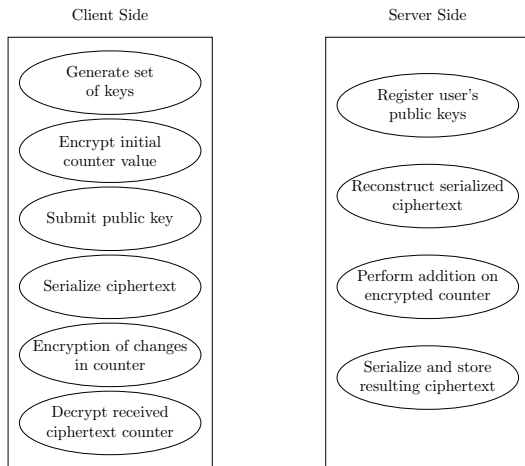 Client Side
Generate set
of keys
Encrypt initial
counter value
Submit public key
Serialize ciphertext
Encryption of changes
in counter
Decrypt received
ciphertext counter
Server Side
Register user's
public keys
Reconstruct serialized
ciphertext
Perform addition on
encrypted counter
Serialize and store
resulting ciphertext